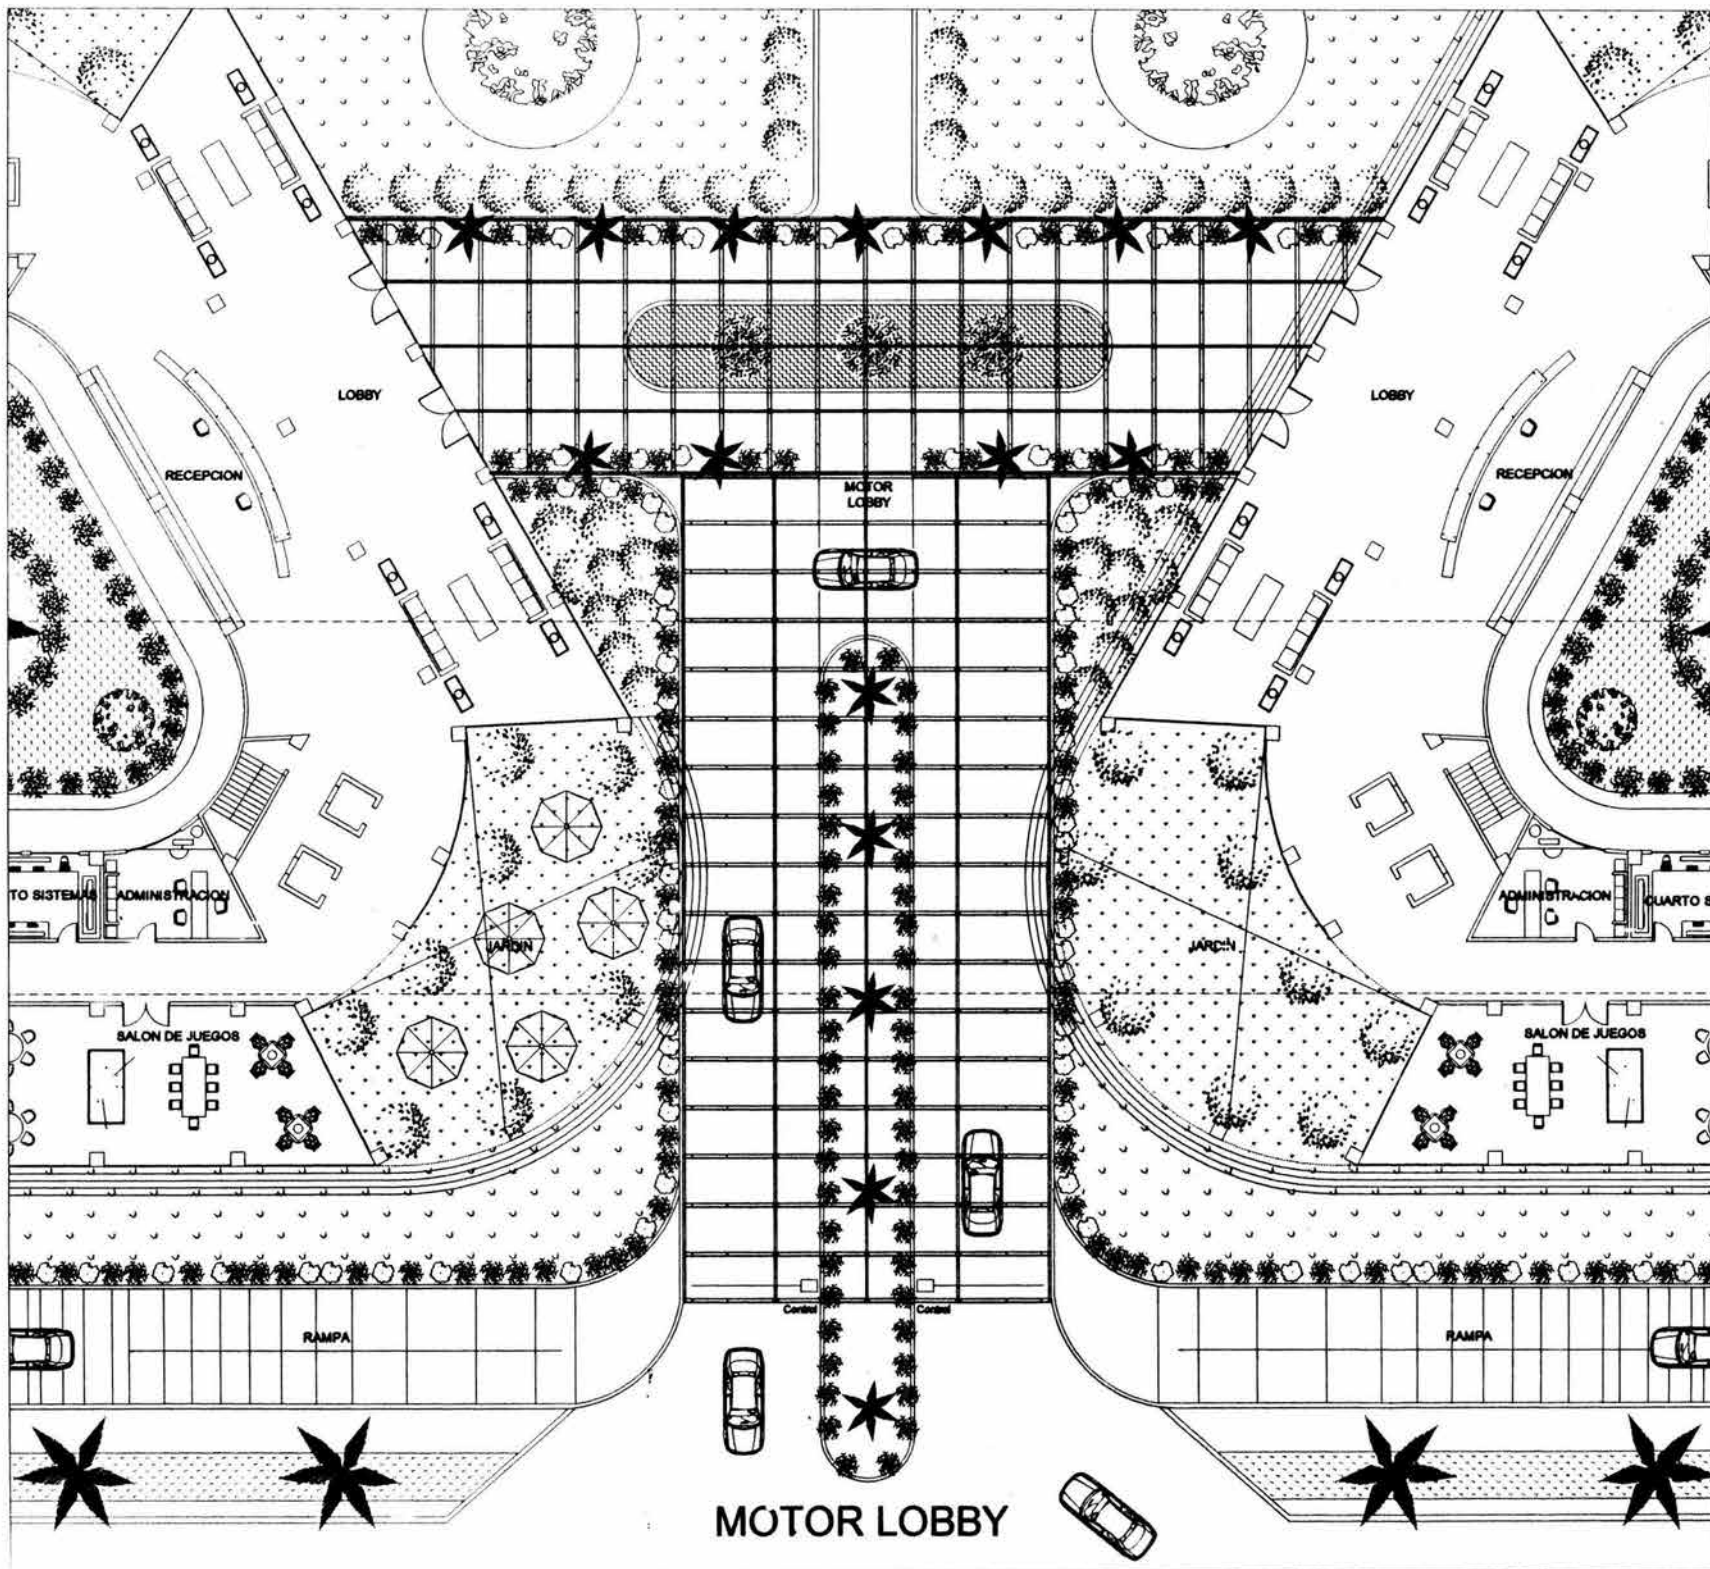 LOBBY
LOBBY
RECEPCION
RECEPCION
MOTOR
LOBBY
TO SISTEMAS
ADMINISTRACION
ADMINISTRACION
CUARTO S
JARDIN
JARDIN
SALON DE JUEGOS
SALON DE JUEGOS
Control
Control
RAMPA
RAMPA
MOTOR LOBBY